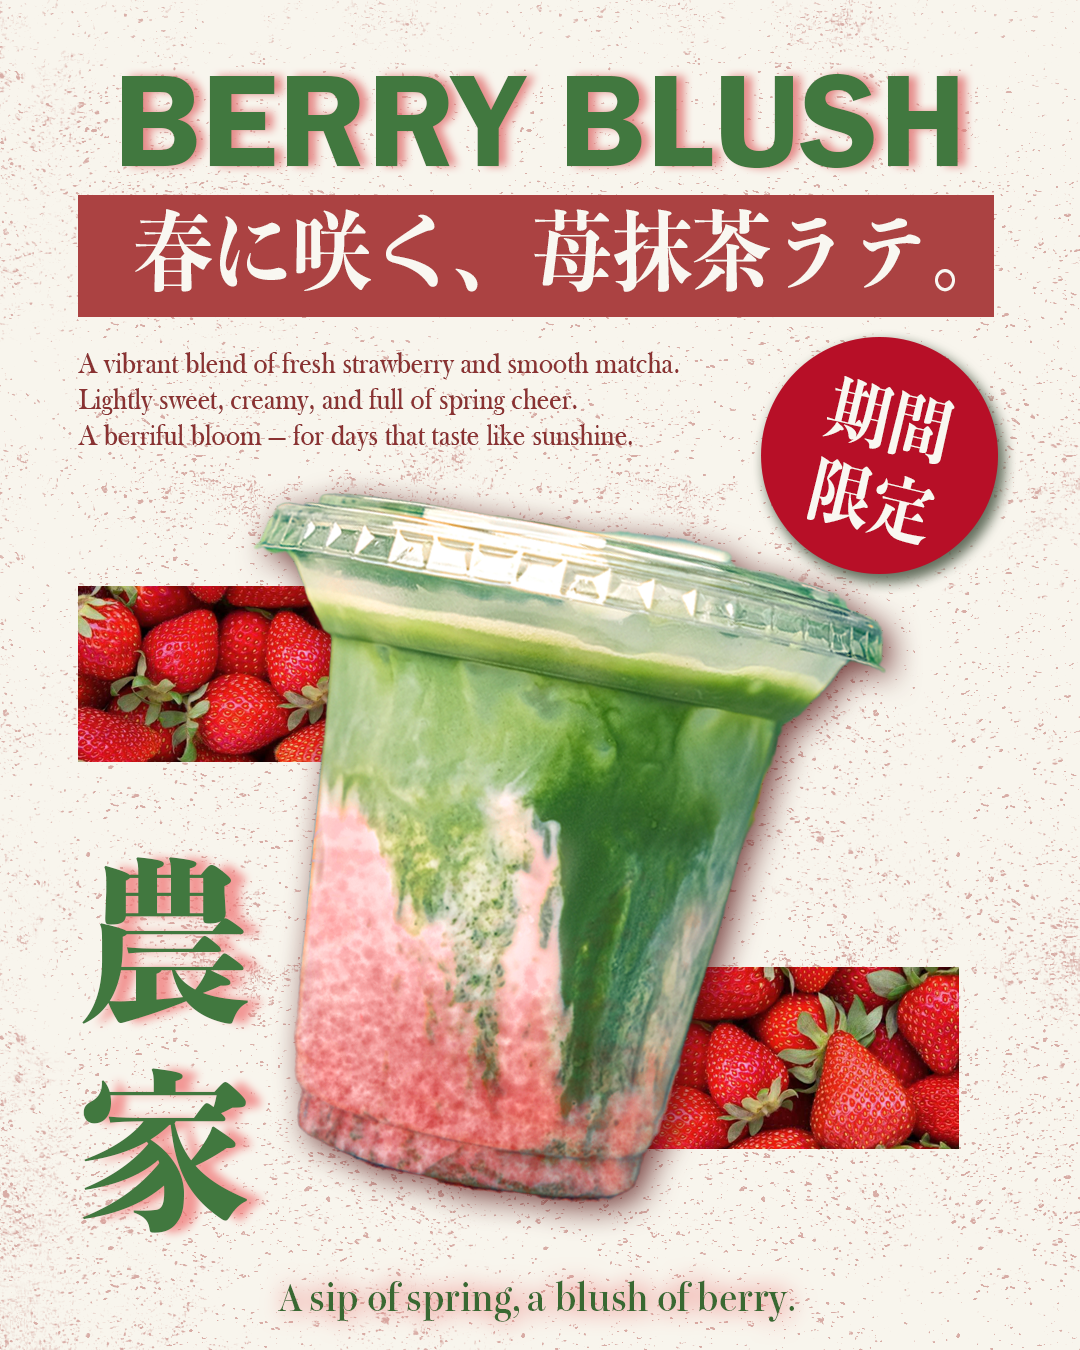 BERRY BLUSH
春に咲く、苺抹茶ラテ。
A vibrant blend of fresh strawberry and smooth matcha.
Lightly sweet, creamy, and full of spring cheer.
A berriful bloom — for days that taste like sunshine.
期間
限定
農家
A sip of spring, a blush of berry.